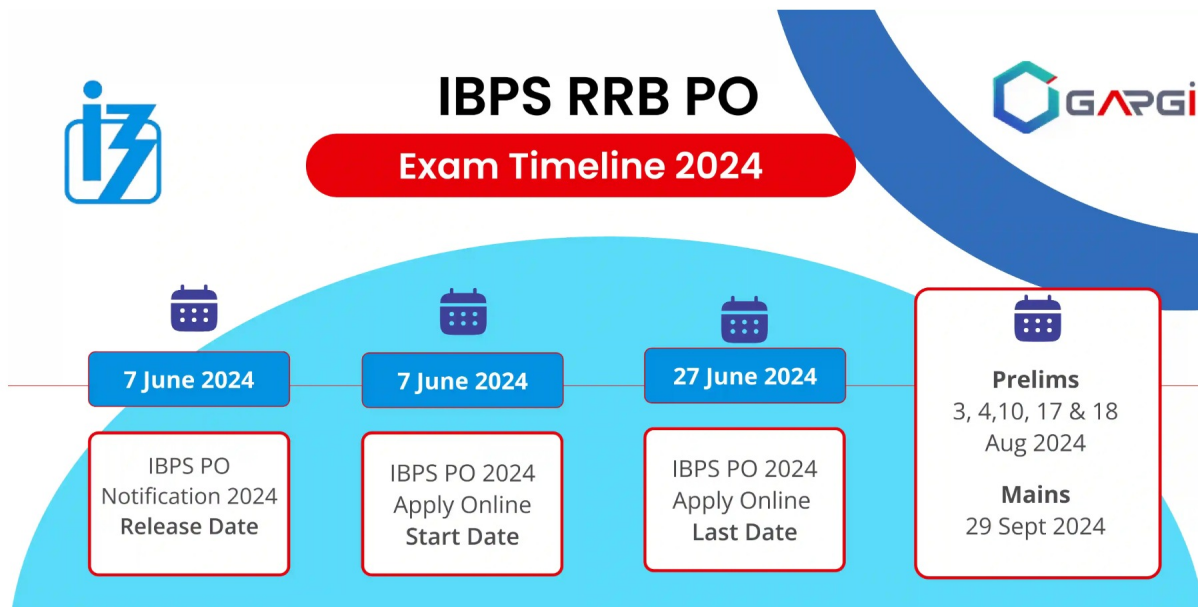 IBPS RRB PO
GARGI
Exam Timeline 2024
7 June 2024
IBPS PO
Notification 2024
Release Date
7 June 2024
IBPS PO 2024
Apply Online
Start Date
27 June 2024
IBPS PO 2024
Apply Online
Last Date
Prelims
3, 4,10, 17 & 18
Aug 2024
Mains
29 Sept 2024